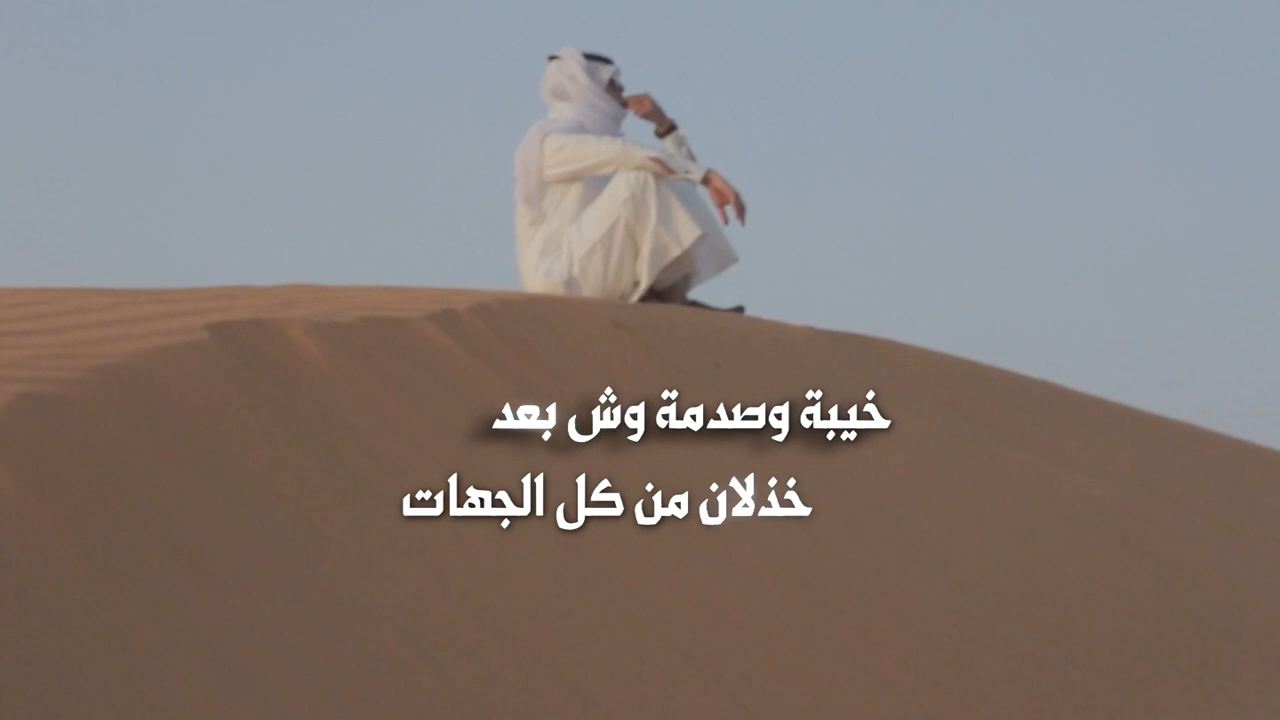 خيبة وصدمة وش بعد
خذلان من كل الجهات